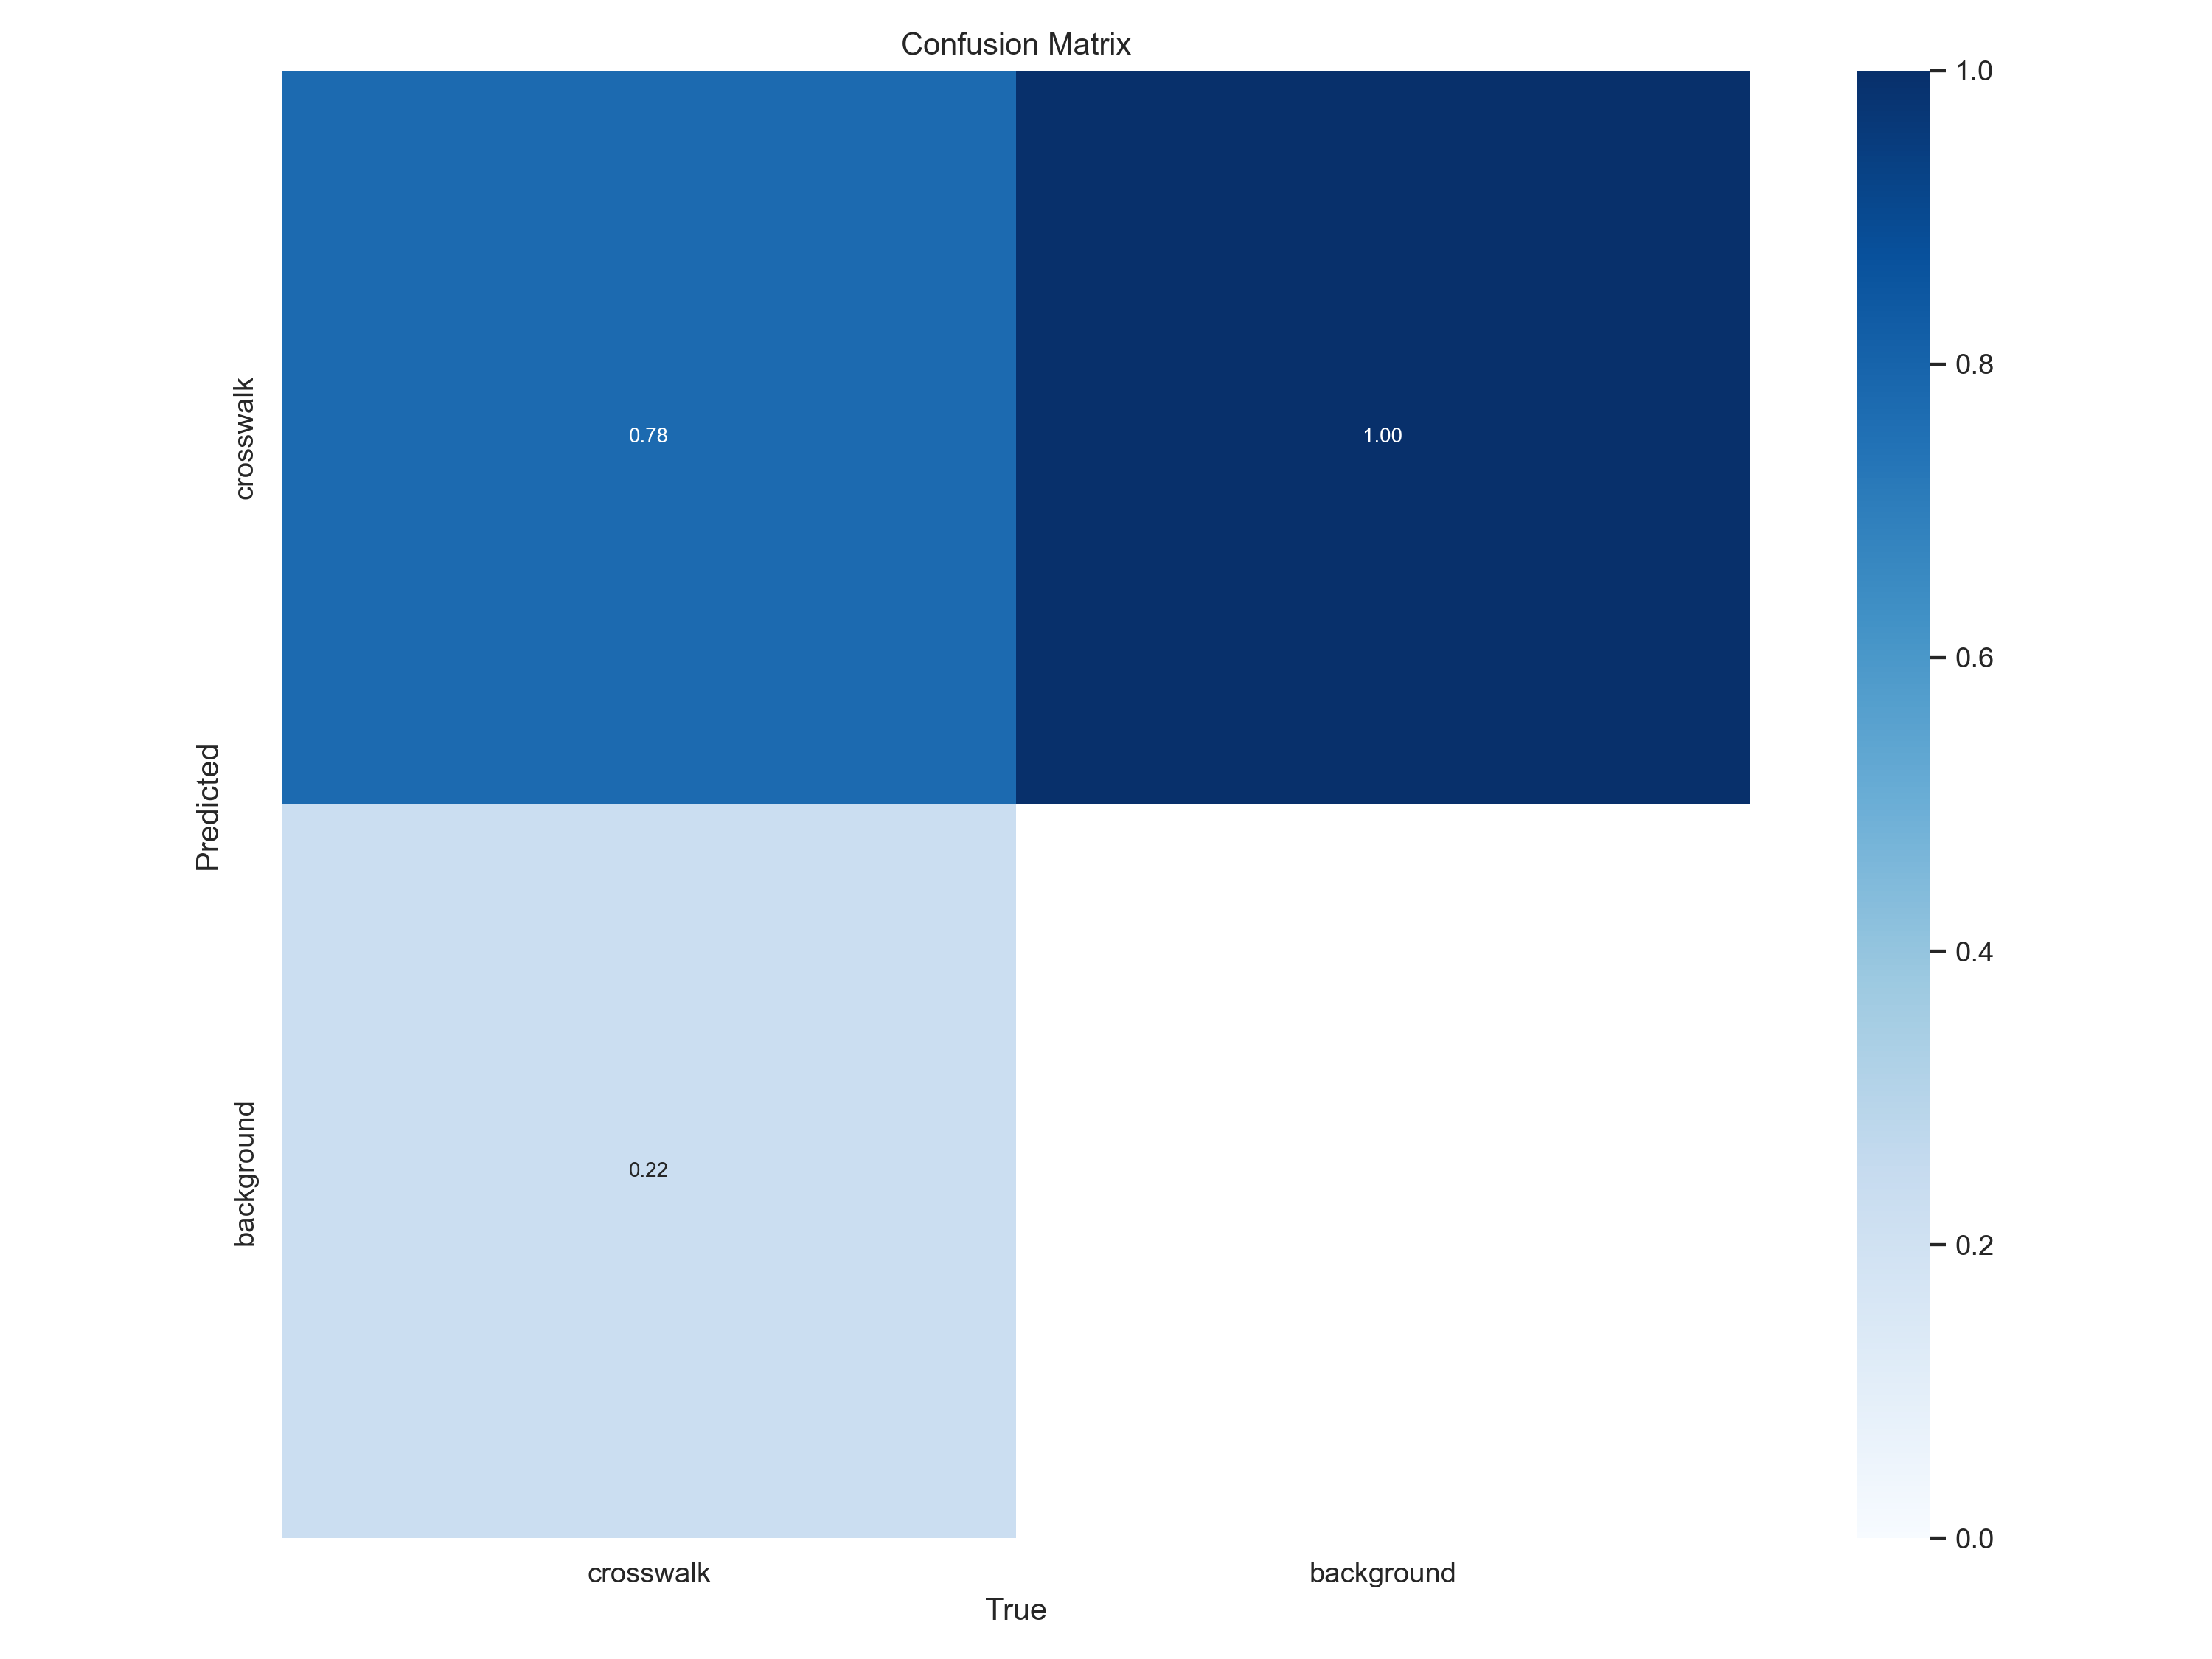 Confusion Matrix
1.0
0.8
0.6
0.4
0.2
0.0
Predicted
crosswalk
background
0.78
1.00
0.22
crosswalk
background
True